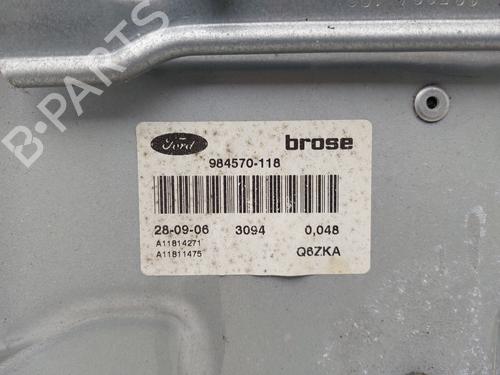 Ford brose
984570-118
28-09-06 3094 0,048
A11814271
A11811475 Q6ZKA
B-PARTS